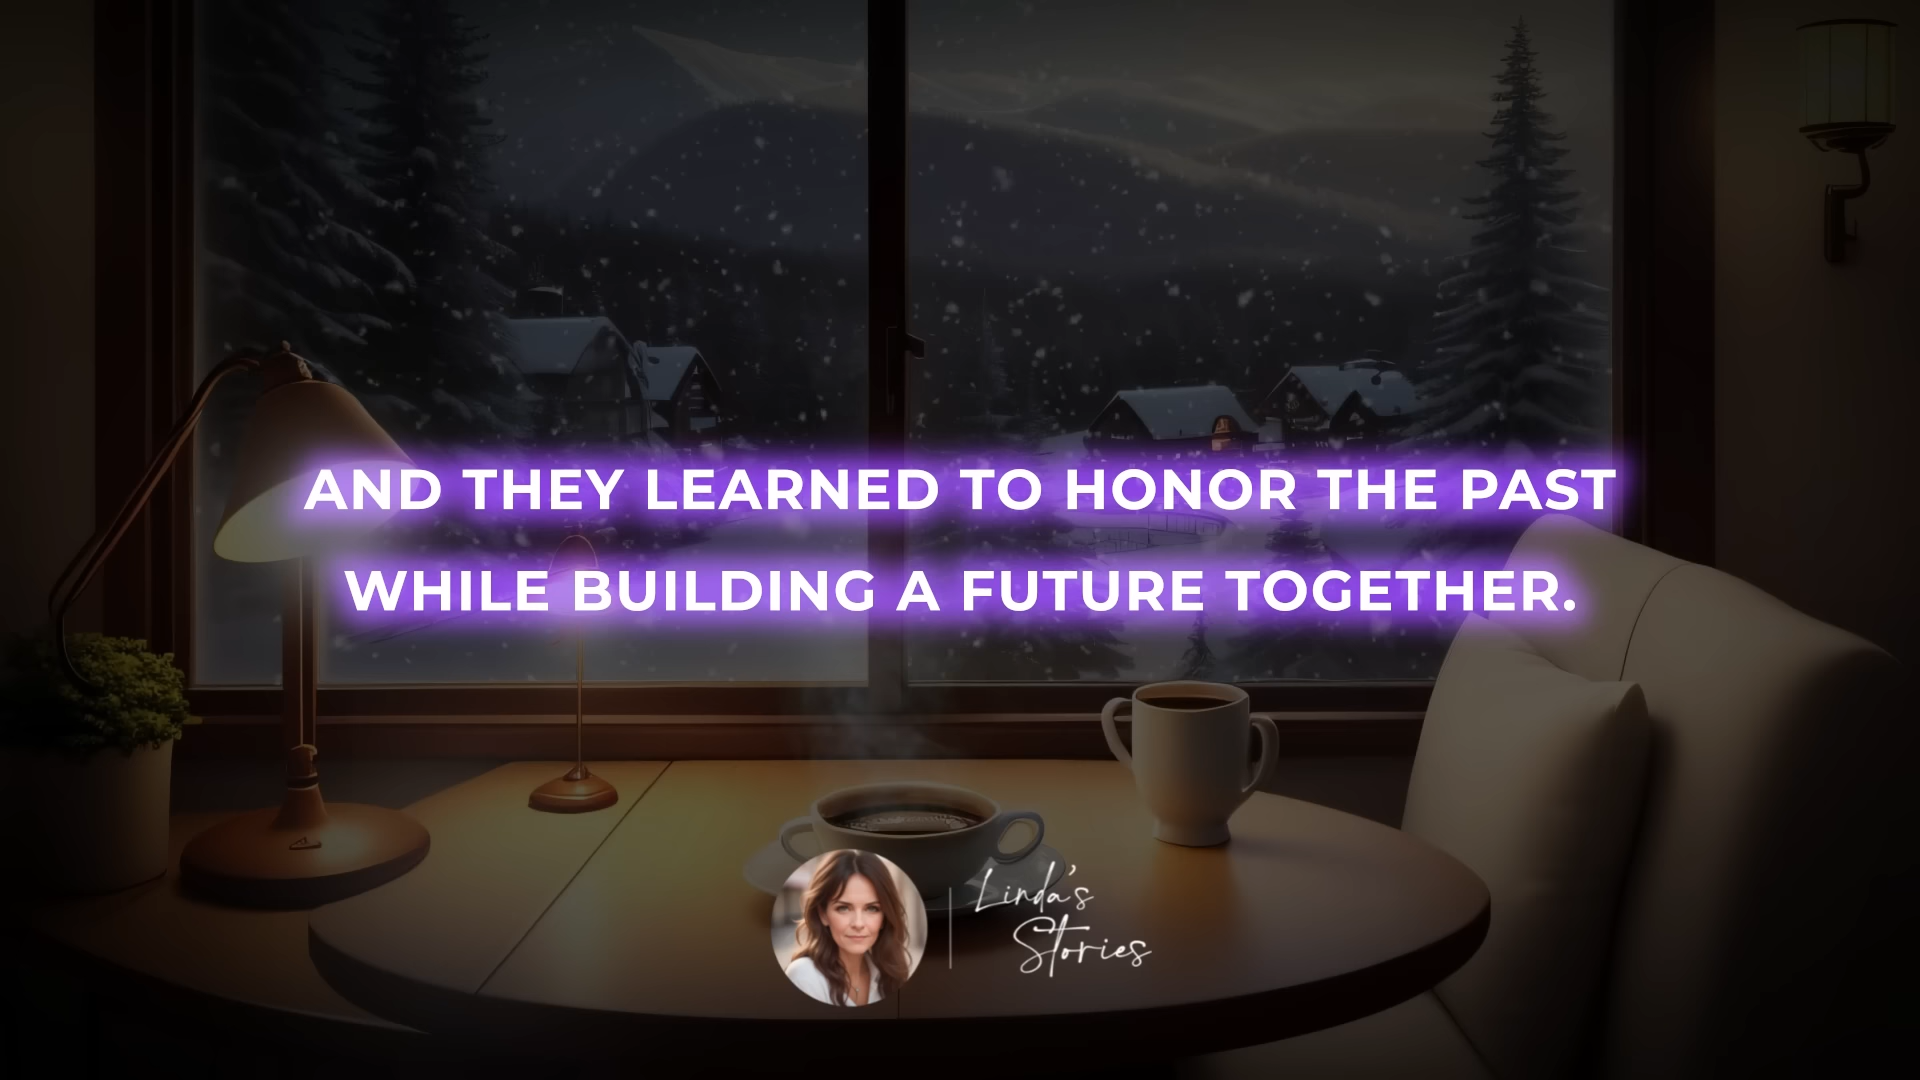 AND THEY LEARNED TO HONOR THE PAST
WHILE BUILDING A FUTURE TOGETHER.
Linda's
Stories